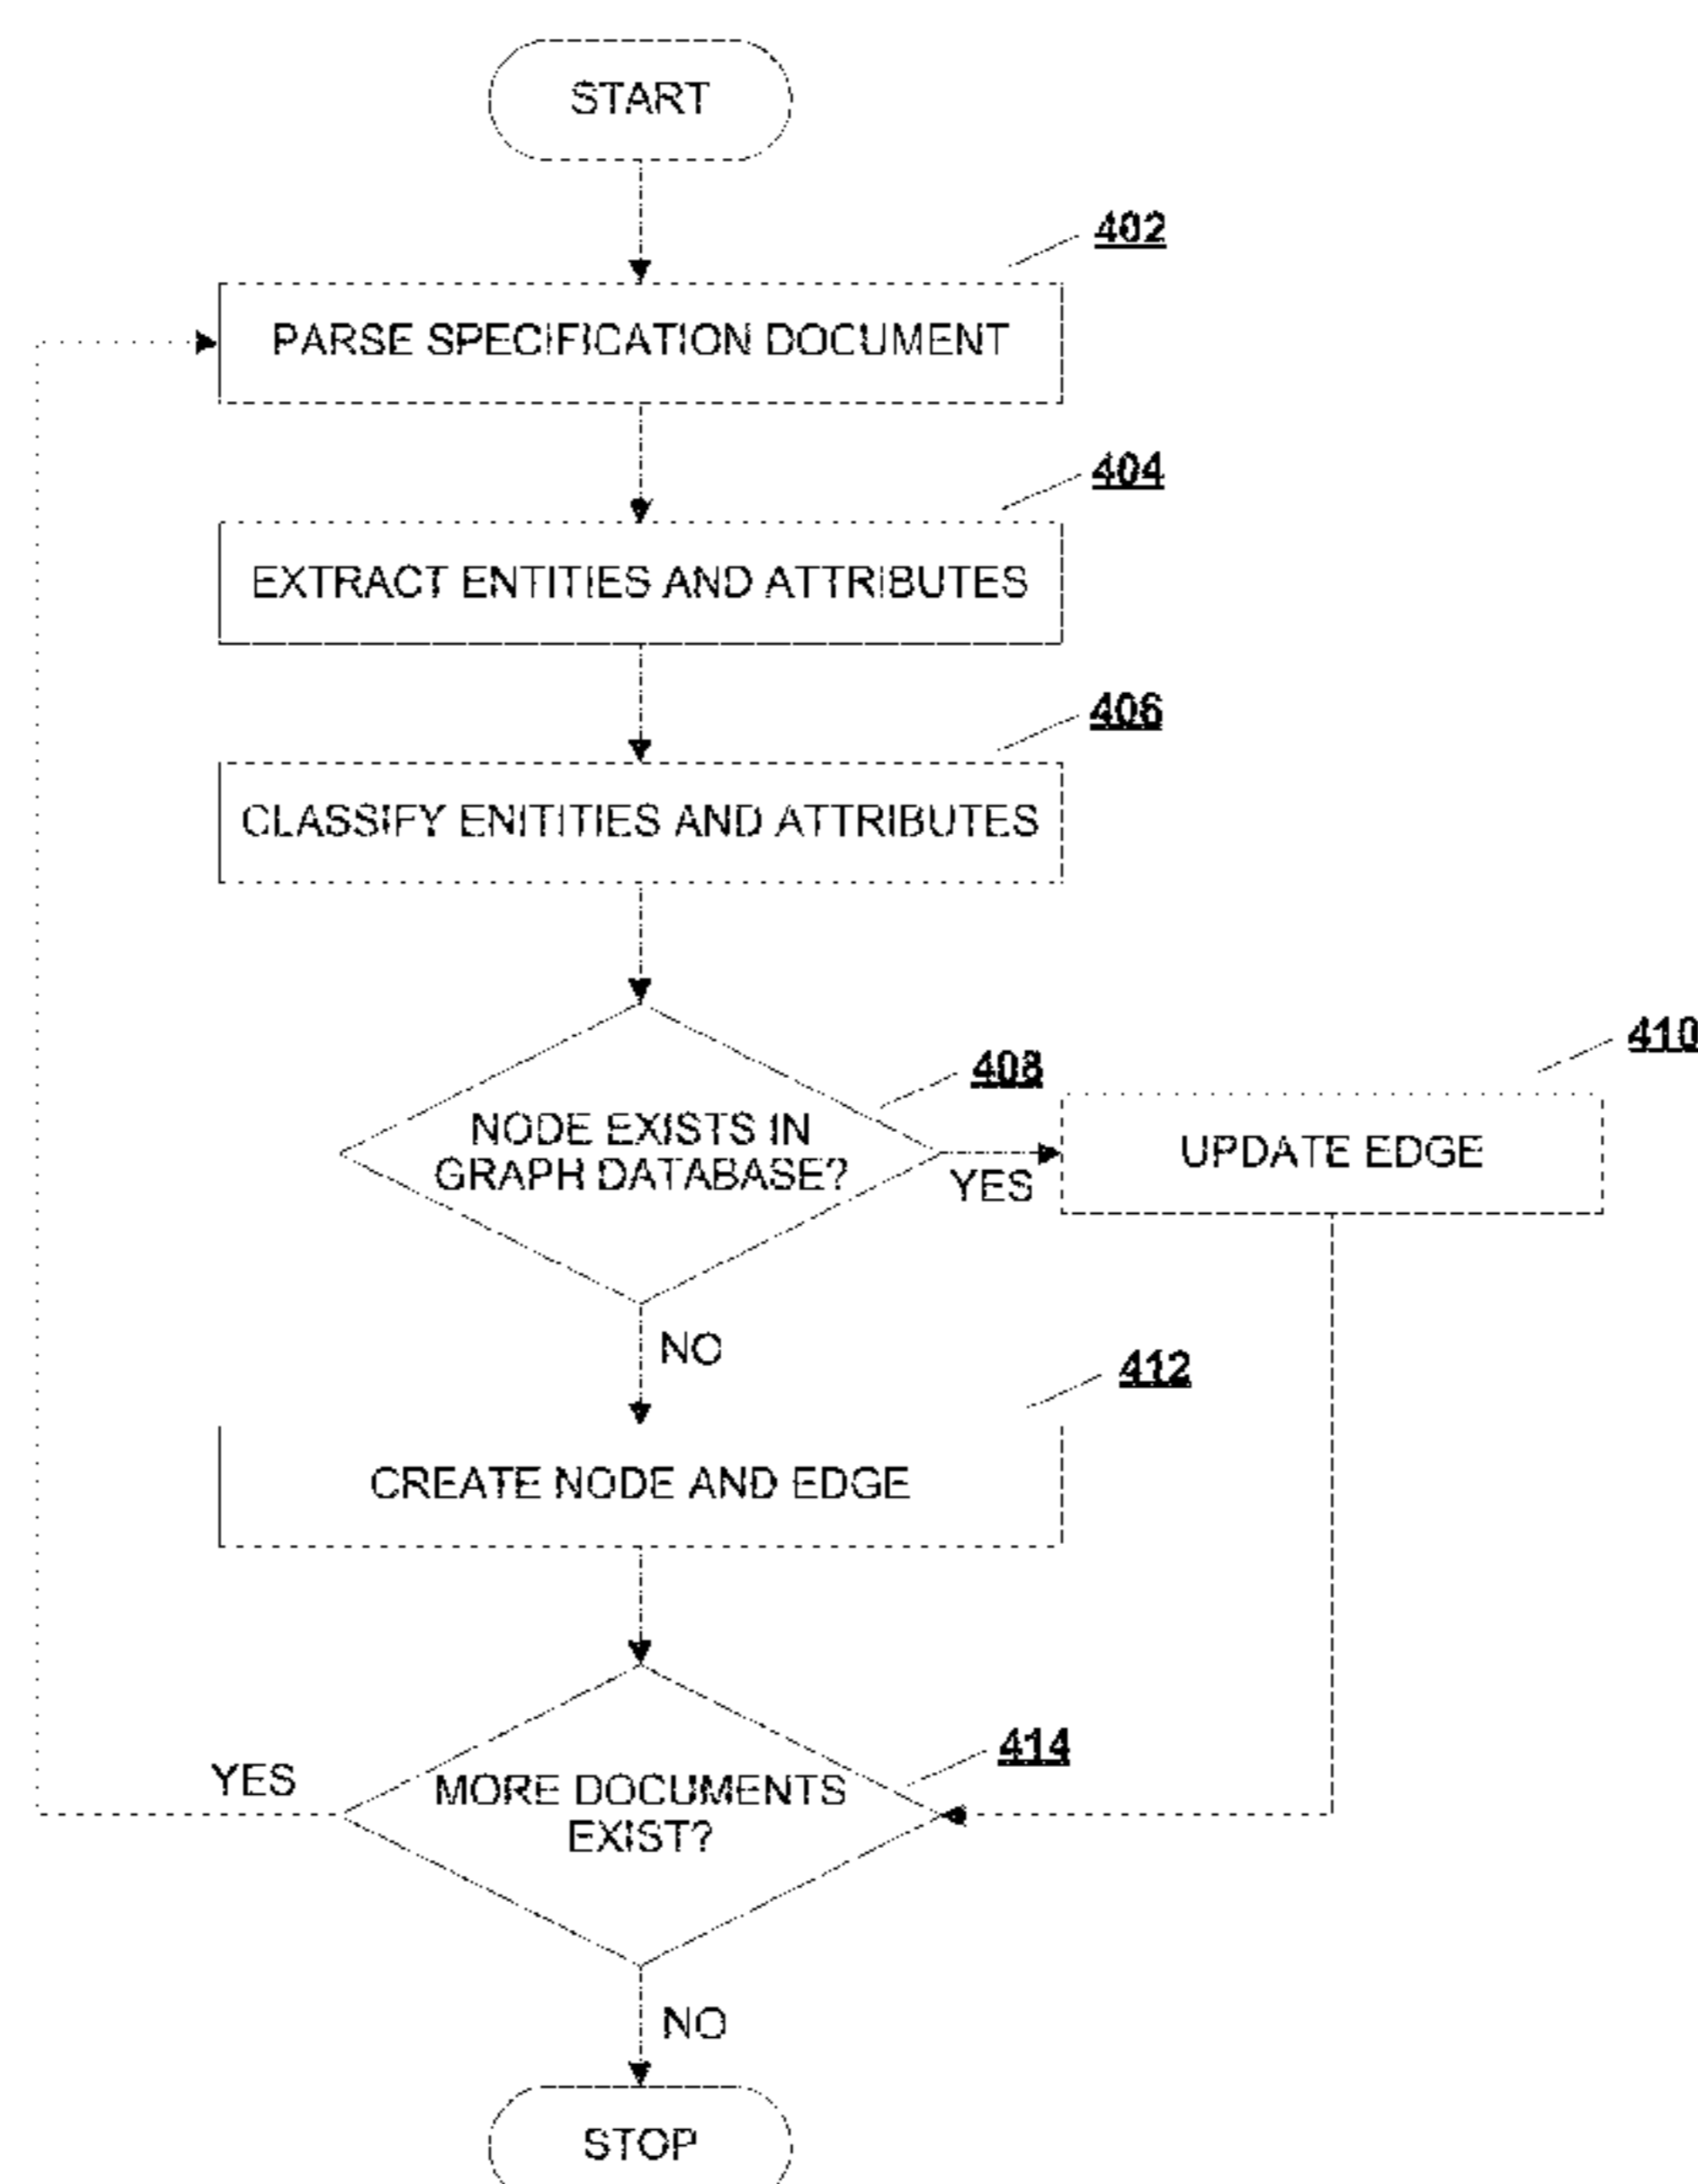 START
402
PARSE SPECIFICATION DOCUMENT
404
EXTRACT ENTITIES AND ATTRIBUTES
406
CLASSIFY ENITITIES AND ATTRIBUTES
408
NODE EXISTS IN
GRAPH DATABASE?
YES
410
UPDATE EDGE
NO
412
CREATE NODE AND EDGE
414
MORE DOCUMENTS
EXIST?
YES
NO
STOP